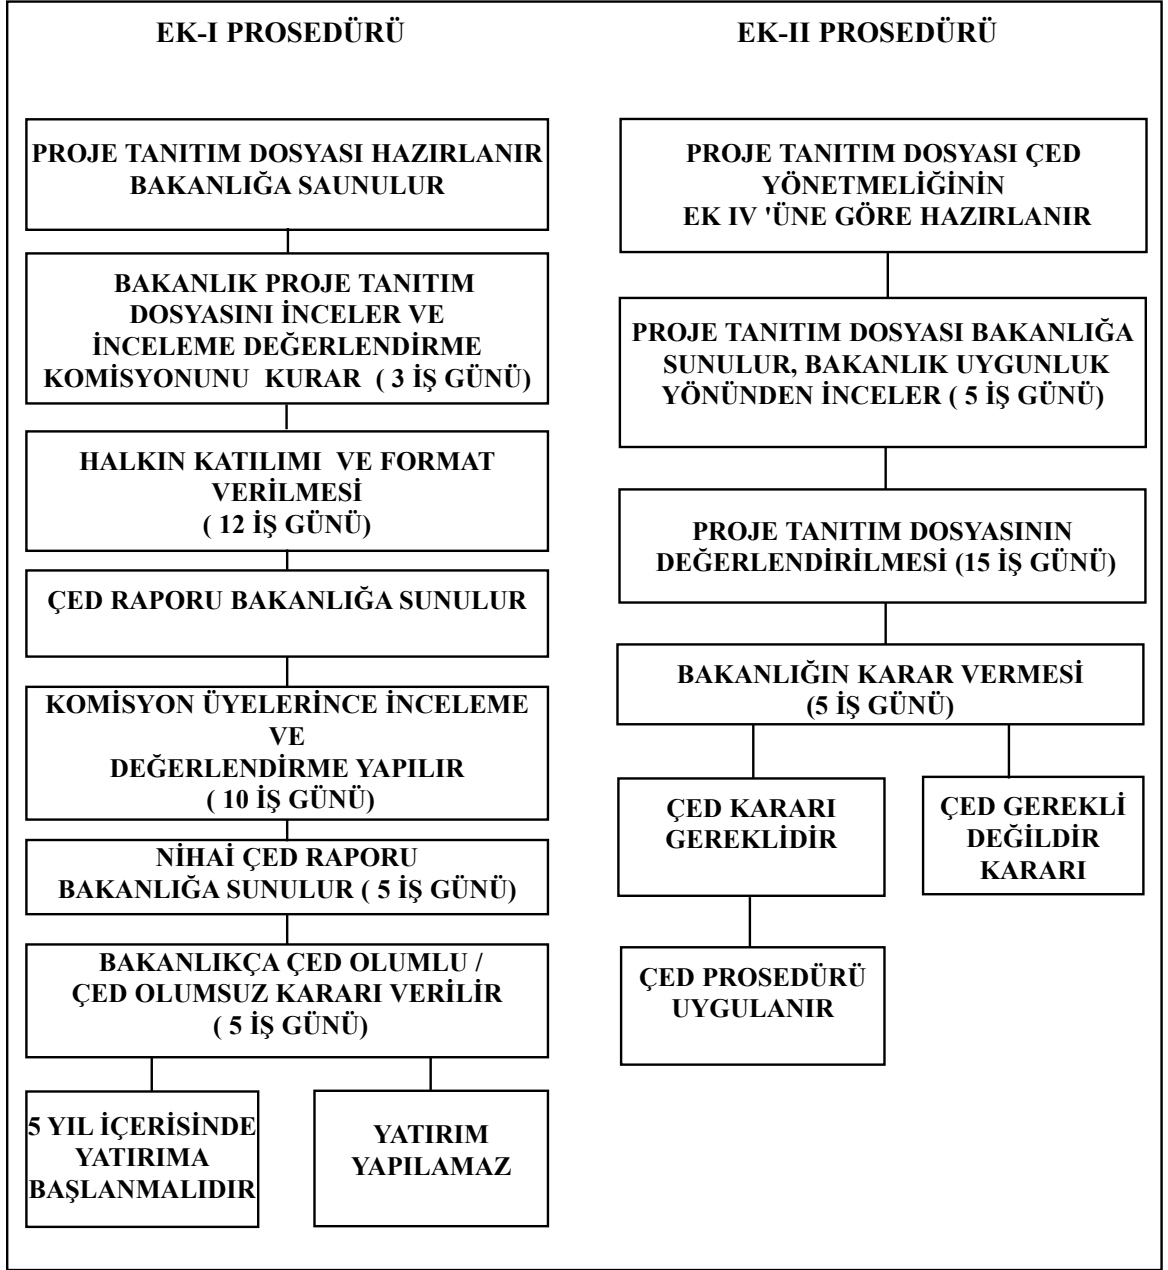 EK-I PROSEDÜRÜ
PROJE TANITIM DOSYASI HAZIRLANIR
BAKANLIĞA SAUNULUR
BAKANLIK PROJE TANITIM
DOSYASINI İNCELER VE
İNCELEME DEĞERLENDİRME
KOMİSYONUNU KURAR ( 3 İŞ GÜNÜ)
HALKIN KATILIMI VE FORMAT
VERİLMESİ
( 12 İŞ GÜNÜ)
ÇED RAPORU BAKANLIĞA SUNULUR
KOMİSYON ÜYELERİNCE İNCELEME
VE
DEĞERLENDİRME YAPILIR
( 10 İŞ GÜNÜ)
NİHAİ ÇED RAPORU
BAKANLIĞA SUNULUR ( 5 İŞ GÜNÜ)
BAKANLIKÇA ÇED OLUMLU /
ÇED OLUMSUZ KARARI VERİLİR
( 5 İŞ GÜNÜ)
5 YIL İÇERİSİNDE
YATIRIMA
BAŞLANMALIDIR
YATIRIM
YAPILAMAZ
EK-II PROSEDÜRÜ
PROJE TANITIM DOSYASI ÇED
YÖNETMELİĞİNİN
EK IV 'ÜNE GÖRE HAZIRLANIR
PROJE TANITIM DOSYASI BAKANLIĞA
SUNULUR, BAKANLIK UYGUNLUK
YÖNÜNDEN İNCELER ( 5 İŞ GÜNÜ)
PROJE TANITIM DOSYASININ
DEĞERLENDİRİLMESİ (15 İŞ GÜNÜ)
BAKANLIĞIN KARAR VERMESİ
(5 İŞ GÜNÜ)
ÇED KARARI
GEREKLİDİR
ÇED GEREKLİ
DEĞİLDİR
KARARI
ÇED PROSEDÜRÜ
UYGULANIR